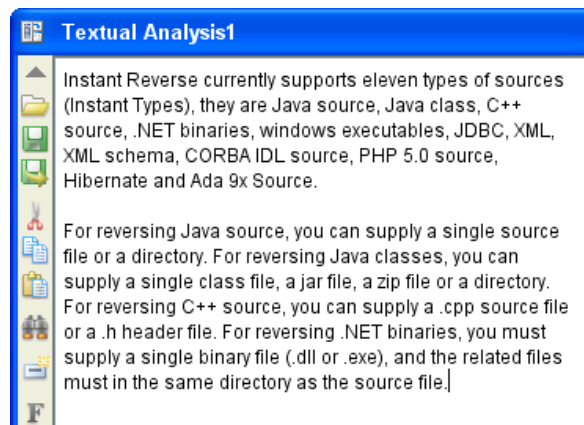 Textual Analysis1
Instant Reverse currently supports eleven types of sources
(Instant Types), they are Java source, Java class, C++
source, .NET binaries, windows executables, JDBC, XML,
XML schema, CORBA IDL source, PHP 5.0 source,
Hibernate and Ada 9x Source.
For reversing Java source, you can supply a single source
file or a directory. For reversing Java classes, you can
supply a single class file, a jar file, a zip file or a directory.
For reversing C++ source, you can supply a .cpp source file
or a .h header file. For reversing .NET binaries, you must
supply a single binary file (.dll or .exe), and the related files
must in the same directory as the source file.
F